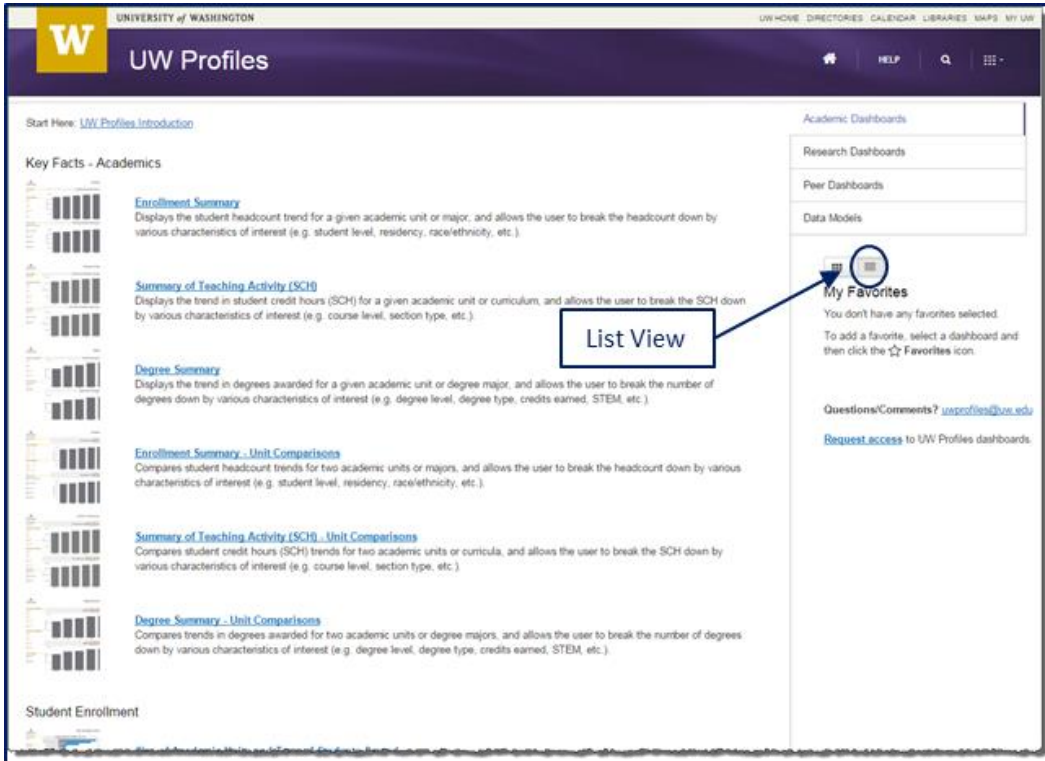 UNIVERSITY of WASHINGTON
UW HOME DIRECTORIES CALENDAR LIBRARIES MAPS MY UW
W
UW Profiles
HELP
Start Here: UW Profiles Introduction
Key Facts - Academics
Enrollment Summary
Displays the student headcount trend for a given academic unit or major, and allows the user to break the headcount down by
various characteristics of interest (e.g. student level, residency, race/ethnicity, etc.).
Summary of Teaching Activity (SCH)
Displays the trend in student credit hours (SCH) for a given academic unit or curriculum, and allows the user to break the SCH down
by various characteristics of interest (e.g. course level, section type, etc.).
Degree Summary
Displays the trend in degrees awarded for a given academic unit or degree major, and allows the user to break the number of
degrees down by various characteristics of interest (e.g. degree level, degree type, credits earned, STEM, etc.).
Enrollment Summary - Unit Comparisons
Compares student headcount trends for two academic units or majors, and allows the user to break the headcount down by various
characteristics of interest (e.g. student level, residency, race/ethnicity, etc.).
Summary of Teaching Activity (SCH) - Unit Comparisons
Compares student credit hours (SCH) trends for two academic units or curricula, and allows the user to break the SCH down by
various characteristics of interest (e.g. course level, section type, etc.)
Degree Summary - Unit Comparisons
Compares trends in degrees awarded for two academic units or degree majors, and allows the user to break the number of degrees
down by various characteristics of interest (e.g. degree level, degree type, credits earned, STEM, etc.).
Student Enrollment
Academic Dashboards
Research Dashboards
Peer Dashboards
Data Models
List View
My Favorites
You don't have any favorites selected.
To add a favorite, select a dashboard and
then click the ☆ Favorites icon.
Questions/Comments? uwprofiles@uw.edu
Request access to UW Profiles dashboards.